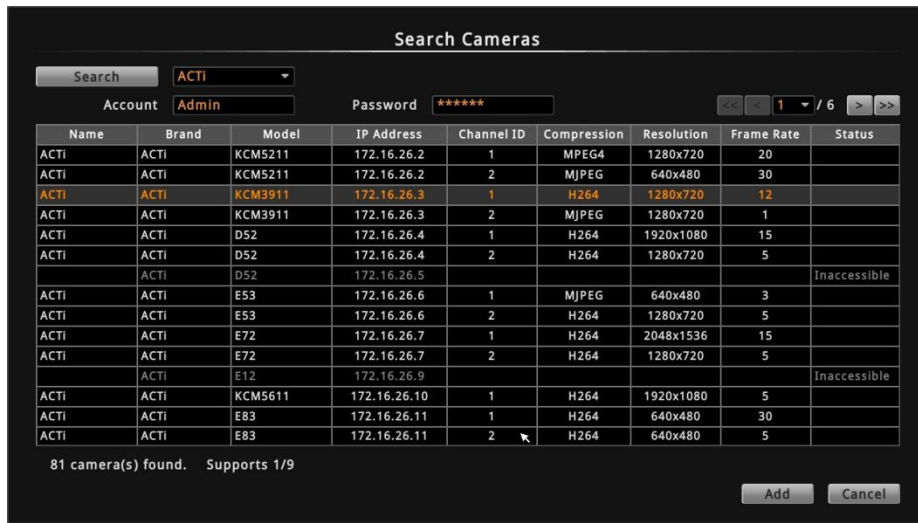 Search Cameras
Search ACTi
Account Admin Password ****** << < 1 / 6 > >>
Name Brand Model IP Address Channel ID Compression Resolution Frame Rate Status
ACTi ACTi KCM5211 172.16.26.2 1 MPEG4 1280x720 20
ACTi ACTi KCM5211 172.16.26.2 2 MJPEG 640x480 30
ACTi ACTi KCM3911 172.16.26.3 1 H264 1280x720 12
ACTi ACTi KCM3911 172.16.26.3 2 MJPEG 1280x720 1
ACTi ACTi D52 172.16.26.4 1 H264 1920x1080 15
ACTi ACTi D52 172.16.26.4 2 H264 1280x720 5
ACTi D52 172.16.26.5 Inaccessible
ACTi ACTi E53 172.16.26.6 1 MJPEG 640x480 3
ACTi ACTi E53 172.16.26.6 2 H264 1280x720 5
ACTi ACTi E72 172.16.26.7 1 H264 2048x1536 15
ACTi ACTi E72 172.16.26.7 2 H264 1280x720 5
ACTi E12 172.16.26.9 Inaccessible
ACTi ACTi KCM5611 172.16.26.10 1 H264 1920x1080 5
ACTi ACTi E83 172.16.26.11 1 H264 640x480 30
ACTi ACTi E83 172.16.26.11 2 H264 640x480 5
81 camera(s) found. Supports 1/9
Add Cancel